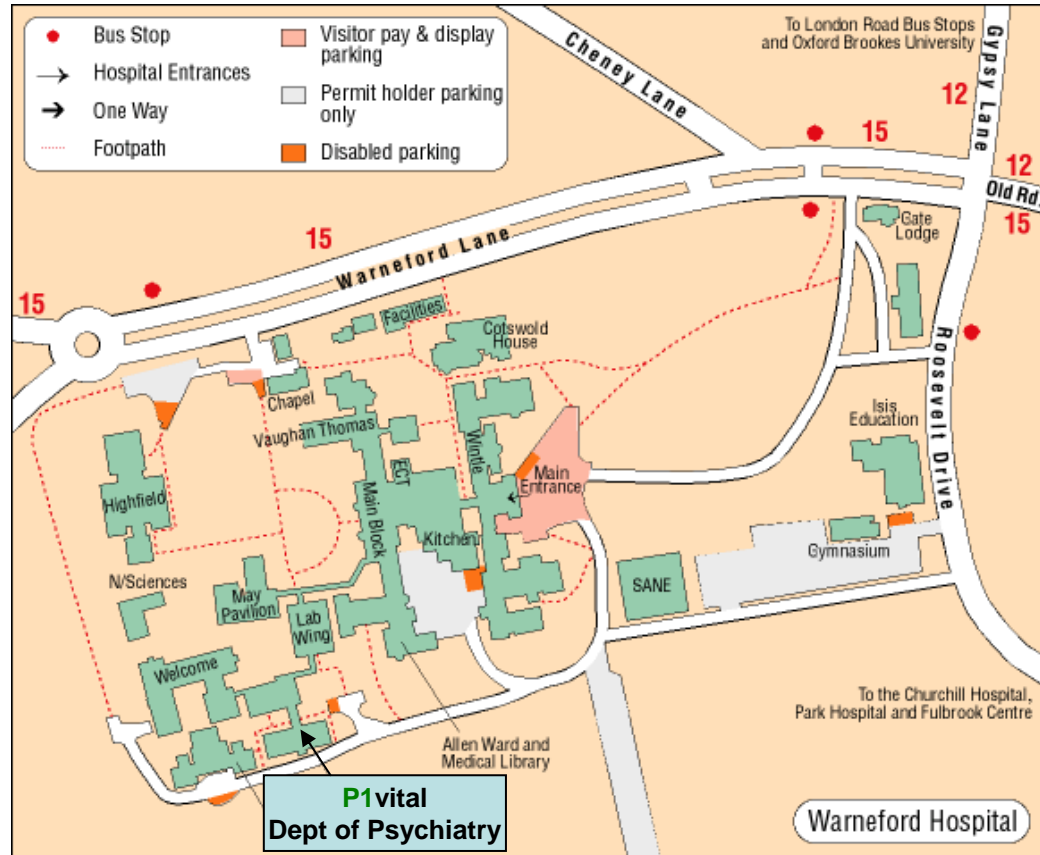 Bus Stop
Hospital Entrances
One Way
Footpath
Visitor pay & display
parking
Permit holder parking
only
Disabled parking
To London Road Bus Stops
and Oxford Brookes University
Cheney Lane
Gypsy Lane
12
15
12
Old Rd.
15
Gate
Lodge
Warneford Lane
15
15
Facilities
Cotswold
House
Roosevelt Drive
Chapel
Vaughan Thomas
Wintle
Isis
Education
ECT
Main
Entrance
Highfield
Main Block
Kitchen
Gymnasium
N/Sciences
SANE
May
Pavilion
Lab
Wing
Welcome
To the Churchill Hospital,
Park Hospital and Fulbrook Centre
Allen Ward and
Medical Library
P1vital
Dept of Psychiatry
Warneford Hospital